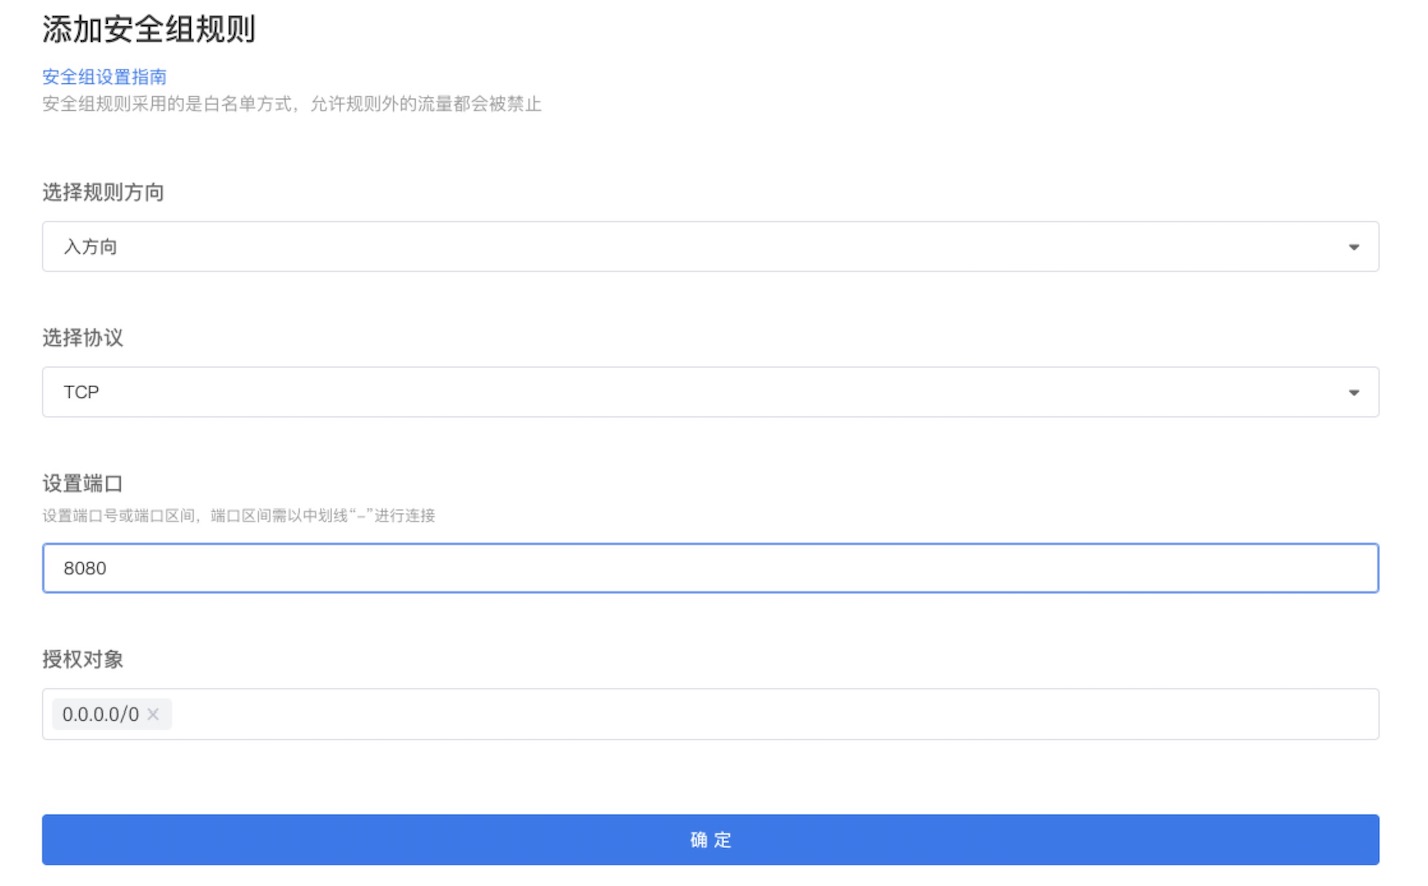 添加安全组规则
安全组设置指南
安全组规则采用的是白名单方式，允许规则外的流量都会被禁止
选择规则方向
入方向
选择协议
TCP
设置端口
设置端口号或端口区间，端口区间需以中划线“-”进行连接
8080
授权对象
0.0.0.0/0 ×
确 定